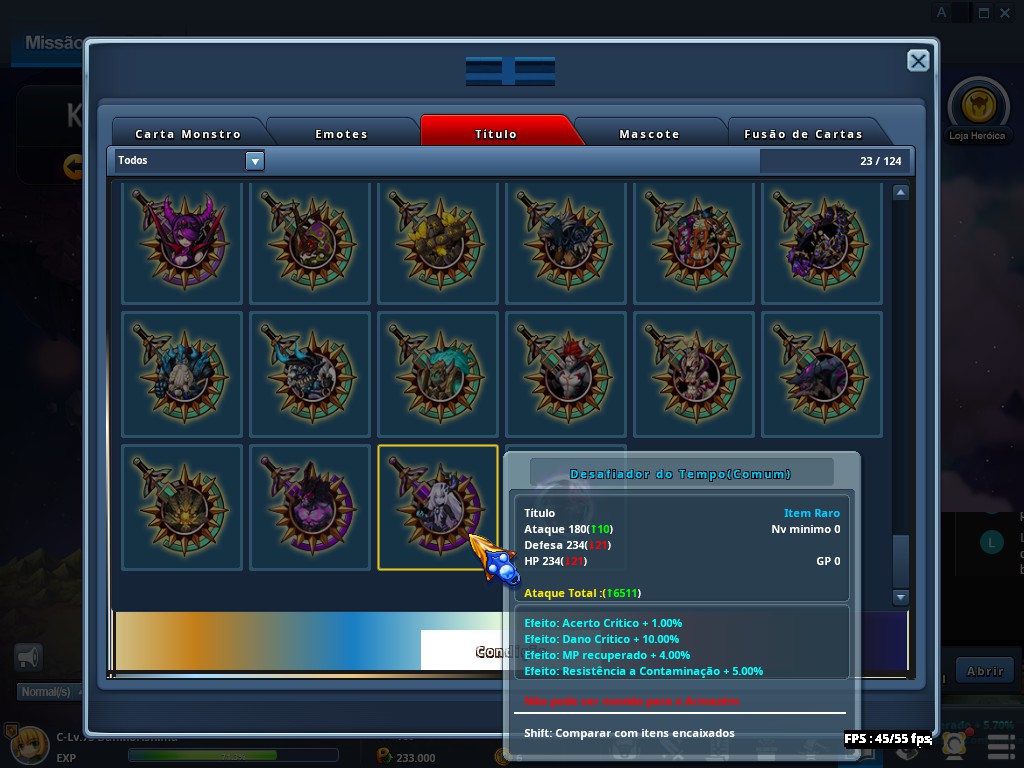 A
Missão
K
Loja Heróica
Carta Monstro
Emotes
Título
Mascote
Fusão de Cartas
Todos
23 / 124
Desafiador do Tempo(Comum)
Título Item Raro
Ataque 180(↑10) Nv minimo 0
Defesa 234(↓21)
HP 234(↓21) GP 0
Ataque Total :(↑6511)
Efeito: Acerto Crítico + 1.00%
Efeito: Dano Crítico + 10.00%
Efeito: MP recuperado + 4.00%
Efeito: Resistência a Contaminação + 5.00%
Não pode ser movido para o Armazém
Shift: Comparar com itens encaixados
L
Abrir
Normal(/s)
EXP
233.000
+ 5.70%
FPS : 45/55 fps